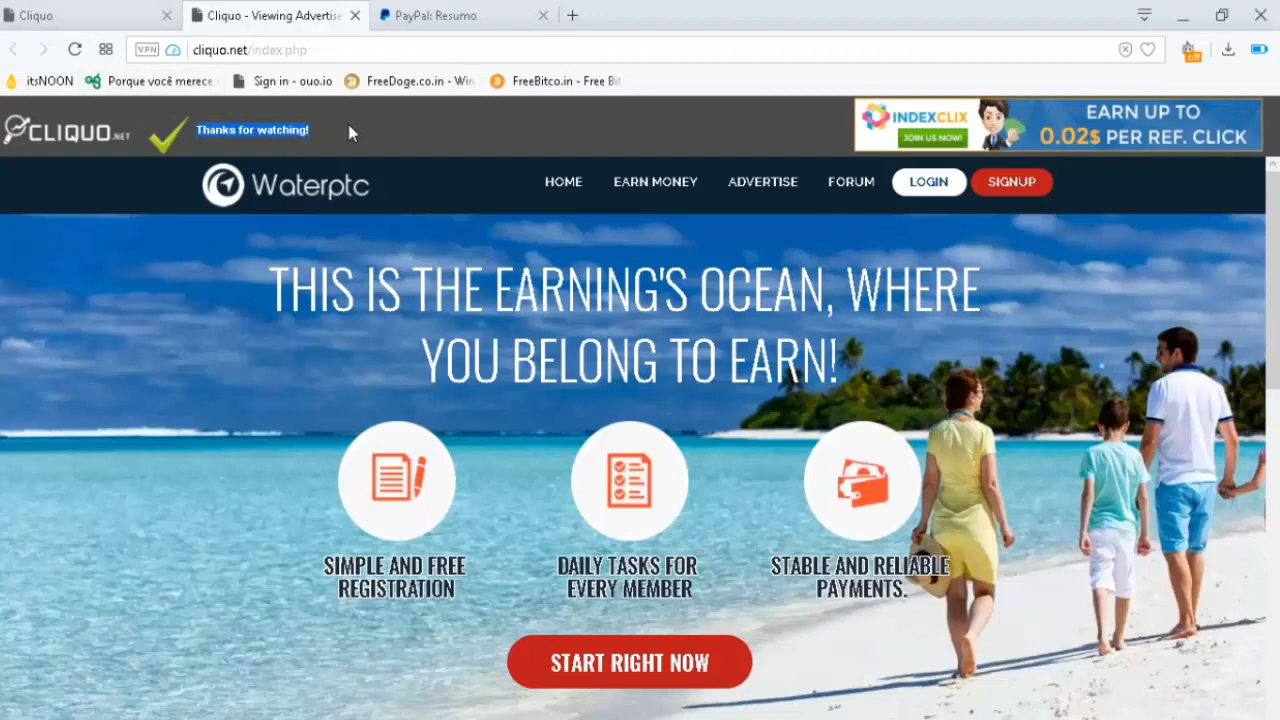 Cliquo
Cliquo - Viewing Advertise
PayPal: Resumo
VPN
cliquo.net/index.php
off
itsNOON
Porque você merece
Sign in - ouo.io
FreeDoge.co.in - Win
FreeBitco.in - Free Bit
CLIQUO.NET
Thanks for watching!
INDEXCLIX
JOIN US NOW!
EARN UP TO
0.02$ PER REF. CLICK
Waterptc
HOME
EARN MONEY
ADVERTISE
FORUM
LOGIN
SIGNUP
THIS IS THE EARNING'S OCEAN, WHERE
YOU BELONG TO EARN!
SIMPLE AND FREE
REGISTRATION
DAILY TASKS FOR
EVERY MEMBER
STABLE AND RELIABLE
PAYMENTS.
START RIGHT NOW